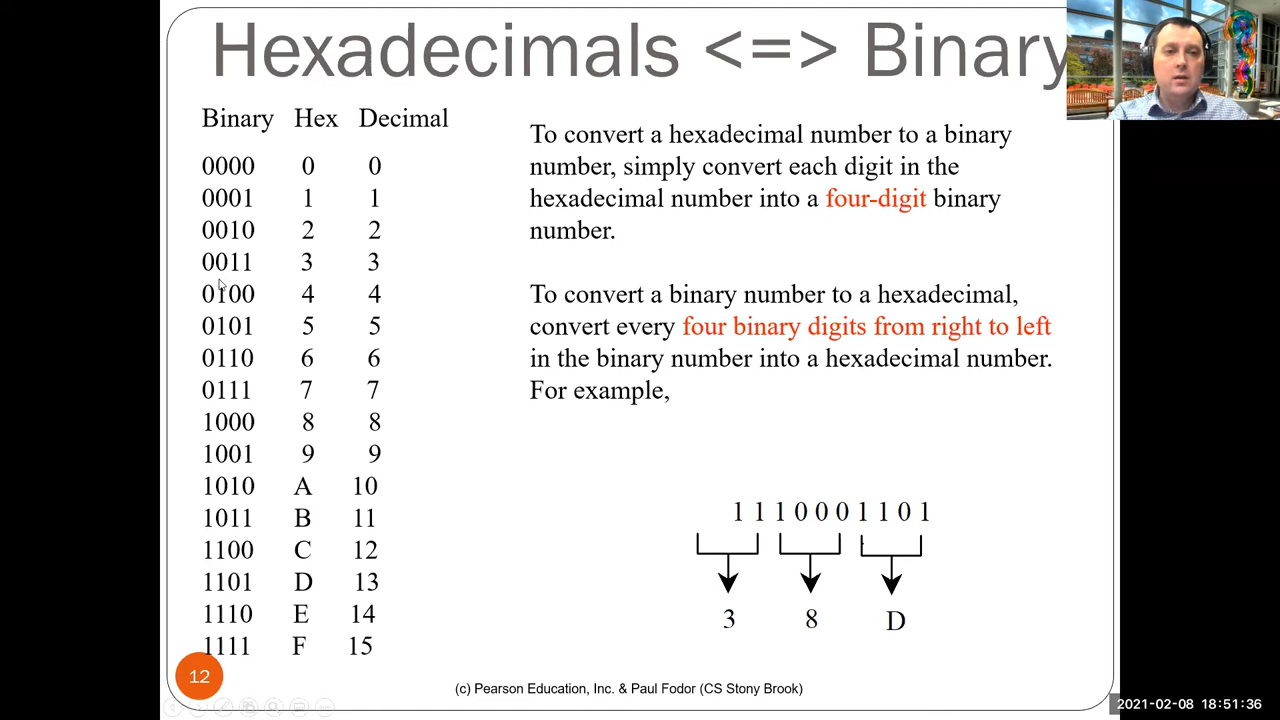 Hexadecimals <=> Binary
Binary Hex Decimal
0000 0 0
0001 1 1
0010 2 2
0011 3 3
0100 4 4
0101 5 5
0110 6 6
0111 7 7
1000 8 8
1001 9 9
1010 A 10
1011 B 11
1100 C 12
1101 D 13
1110 E 14
1111 F 15
To convert a hexadecimal number to a binary
number, simply convert each digit in the
hexadecimal number into a four-digit binary
number.
To convert a binary number to a hexadecimal,
convert every four binary digits from right to left
in the binary number into a hexadecimal number.
For example,
1 1 1 0 0 0 1 1 0 1
3 8 D
12
(c) Pearson Education, Inc. & Paul Fodor (CS Stony Brook)
2021-02-08 18:51:36